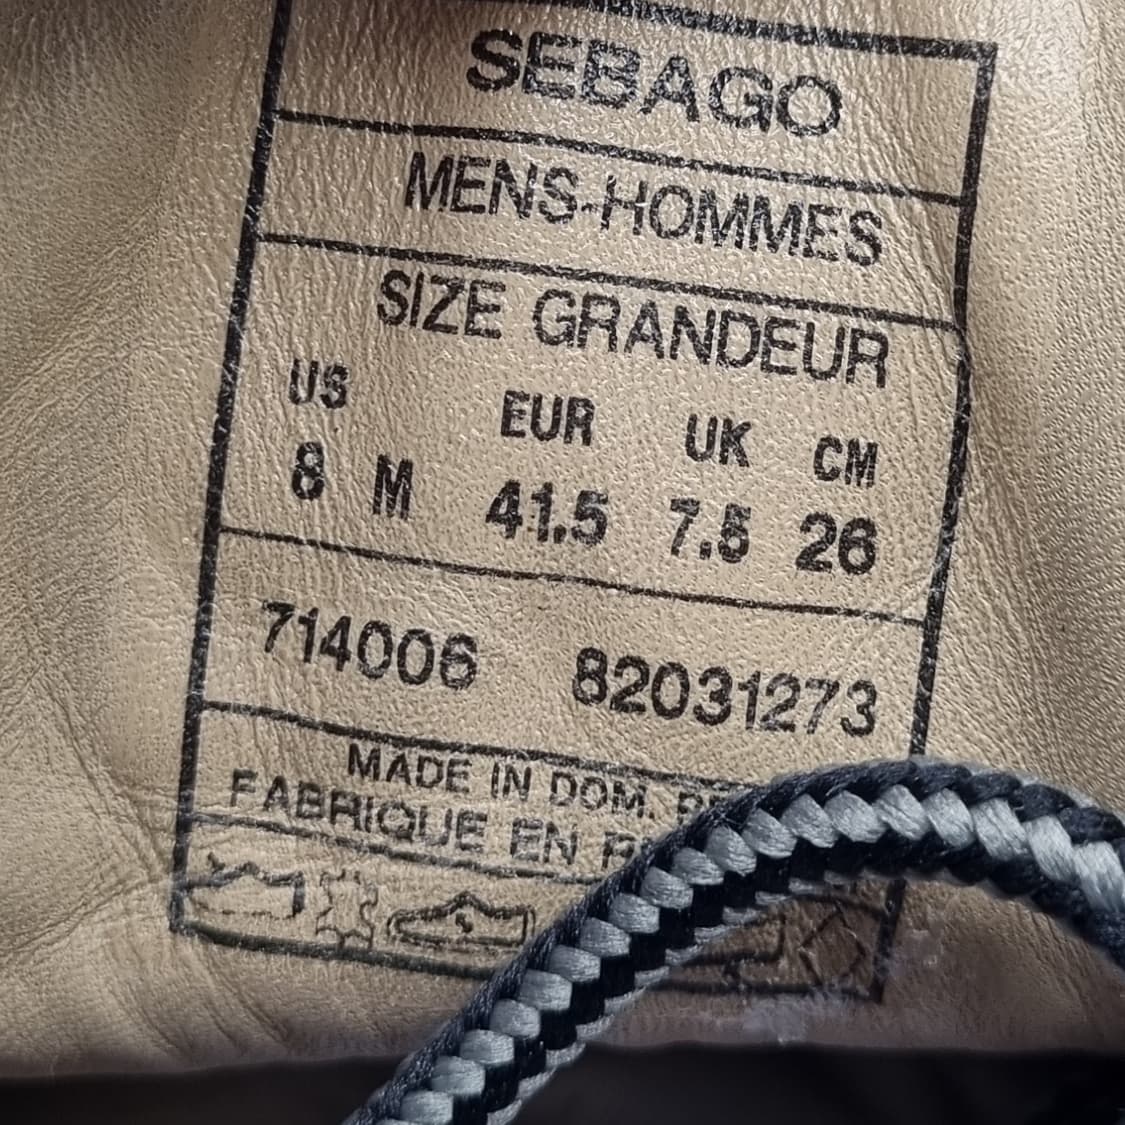 SEBAGO
MENS-HOMMES
SIZE GRANDEUR
US EUR UK CM
8 M 41.5 7.5 26
714006 82031273
MADE IN DOM.
FABRIQUE EN